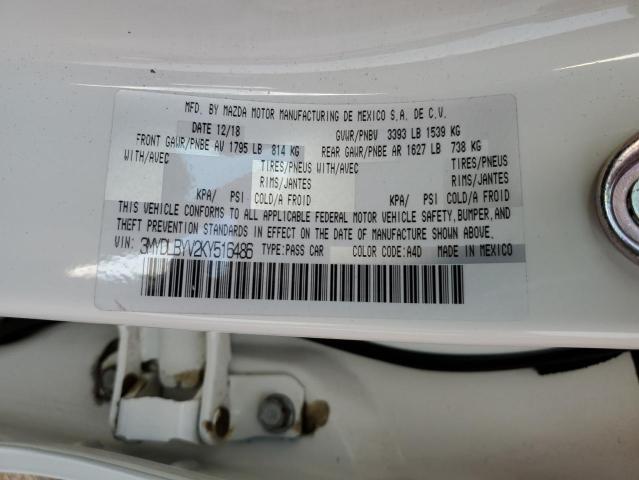 MFD. BY MAZDA MOTOR MANUFACTURING DE MEXICO S.A. DE C.V.
DATE 12/18 GVWR/PNBV 3393 LB 1539 KG
FRONT GAWR/PNBE AV 1795 LB 814 KG REAR GAWR/PNBE AR 1627 LB 738 KG
WITH/AVEC TIRES/PNEUS WITH/AVEC TIRES/PNEUS
RIMS/JANTES RIMS/JANTES
KPA/ PSI COLD/A FROID KPA/ PSI COLD/A FROID
THIS VEHICLE CONFORMS TO ALL APPLICABLE FEDERAL MOTOR VEHICLE SAFETY, BUMPER, AND
THEFT PREVENTION STANDARDS IN EFFECT ON THE DATE OF MANUFACTURE SHOWN ABOVE.
VIN: 3MYDLBYV2KY516486 TYPE: PASS CAR COLOR CODE: A4D MADE IN MEXICO